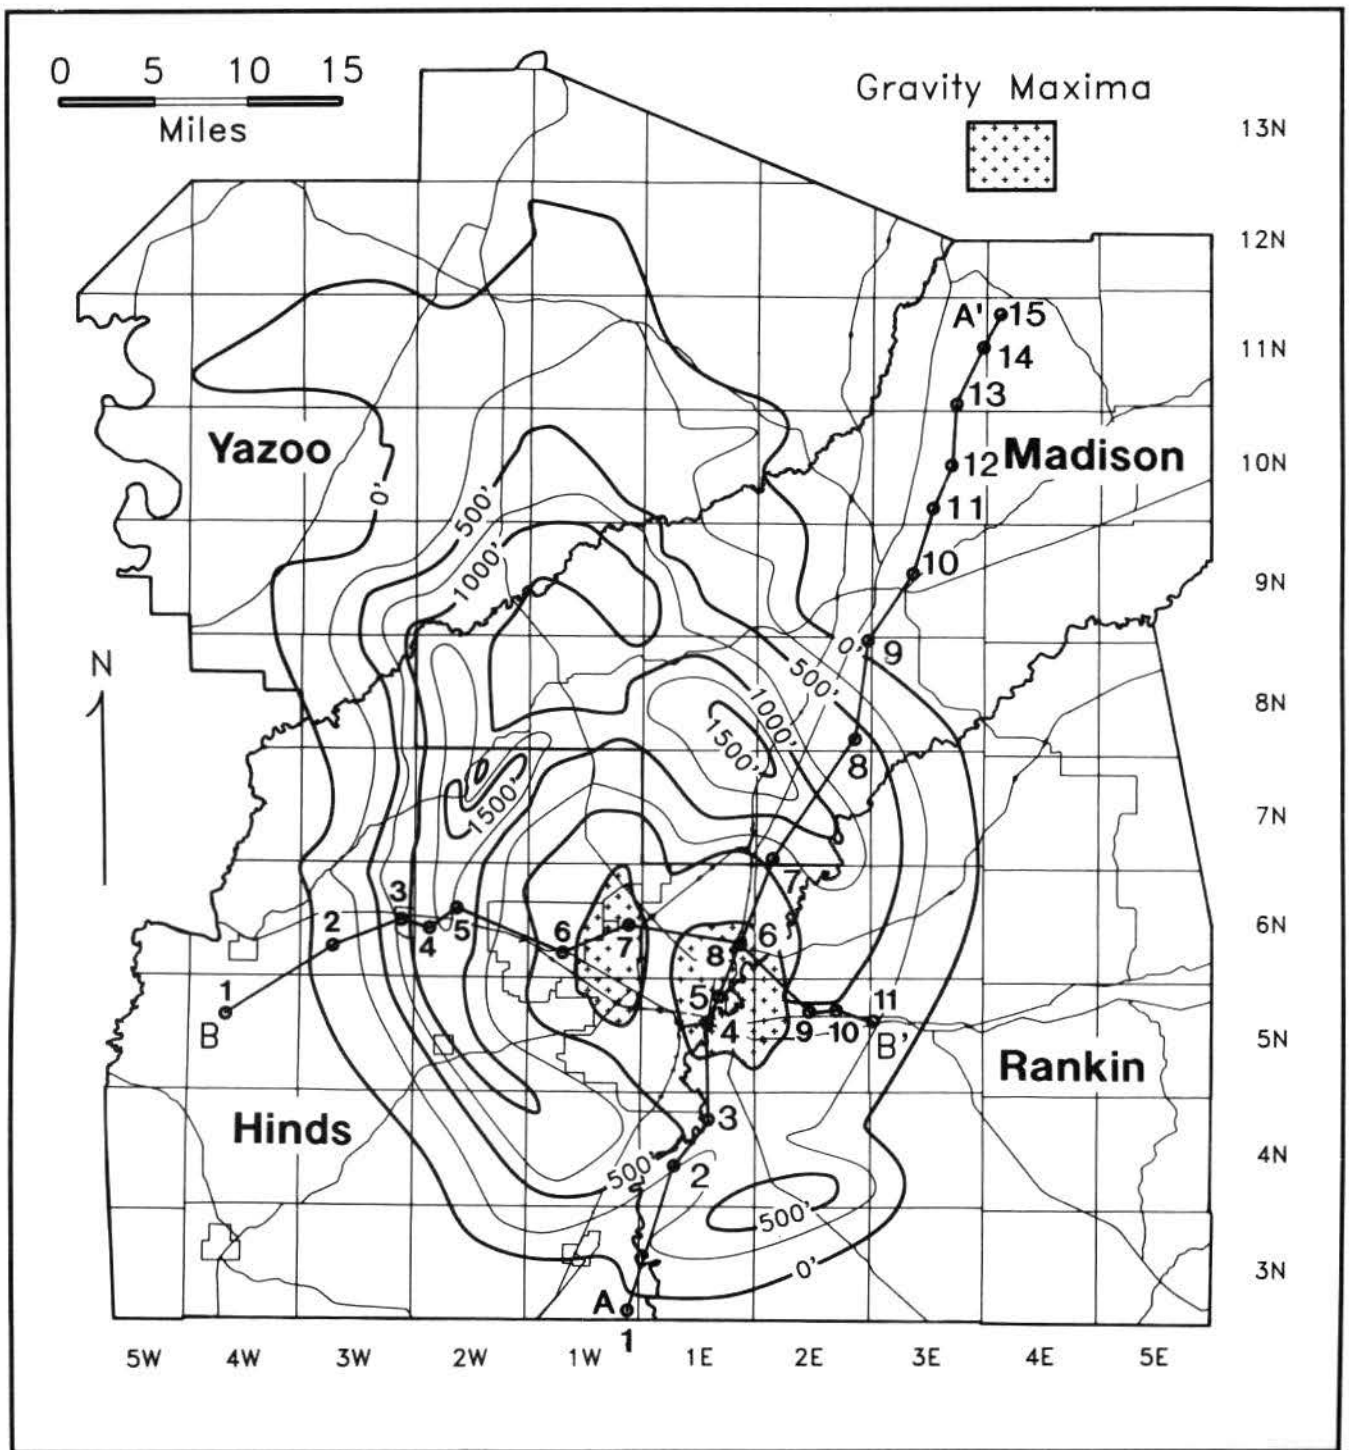 0 5 10 15
Miles
Gravity Maxima
13N
12N
A' 15
14
11N
13
Yazoo
Madison
12
10N
0'
500'
11
1000'
10
9N
N
0'
9
500'
8N
1000'
1500'
8
1500'
7N
7
3
2
4
5
6
7
8
6
6N
1
B
5
4
9
10
11
B'
5N
Rankin
Hinds
3
4N
500'
2
500'
0'
3N
A
1
5W 4W 3W 2W 1W 1E 2E 3E 4E 5E